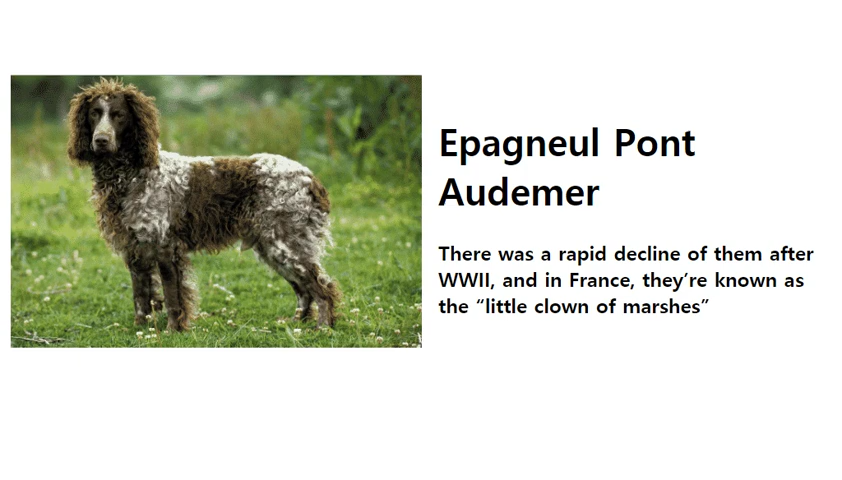 Epagneul Pont
Audemer
There was a rapid decline of them after
WWII, and in France, they’re known as
the “little clown of marshes”